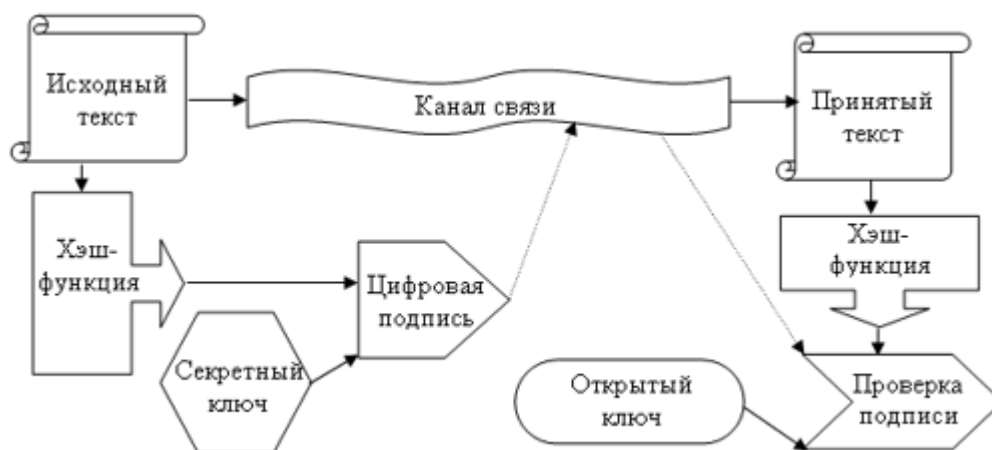 Исходный
текст
Канал связи
Принятый
текст
Хэш-
функция
Цифровая
подпись
Секретный
ключ
Хэш-
функция
Открытый
ключ
Проверка
подписи